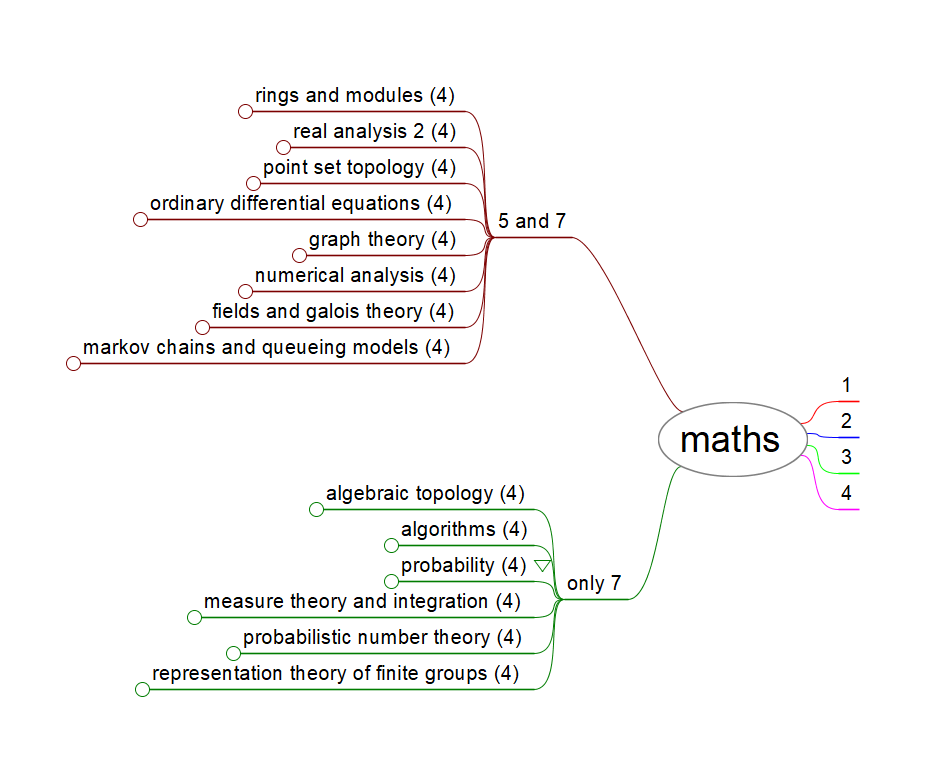 rings and modules (4)
real analysis 2 (4)
point set topology (4)
ordinary differential equations (4)
5 and 7
graph theory (4)
numerical analysis (4)
fields and galois theory (4)
markov chains and queueing models (4)
maths
1
2
3
4
algebraic topology (4)
algorithms (4)
probability (4)
only 7
measure theory and integration (4)
probabilistic number theory (4)
representation theory of finite groups (4)